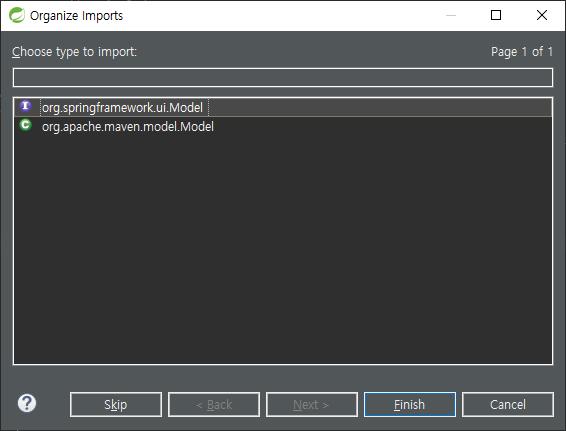 Organize Imports
Choose type to import:
Page 1 of 1
I org.springframework.ui.Model
C org.apache.maven.model.Model
? Skip < Back Next > Finish Cancel